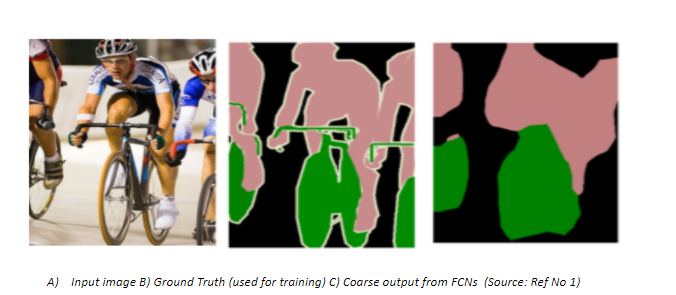 A) Input image B) Ground Truth (used for training) C) Coarse output from FCNs (Source: Ref No 1)